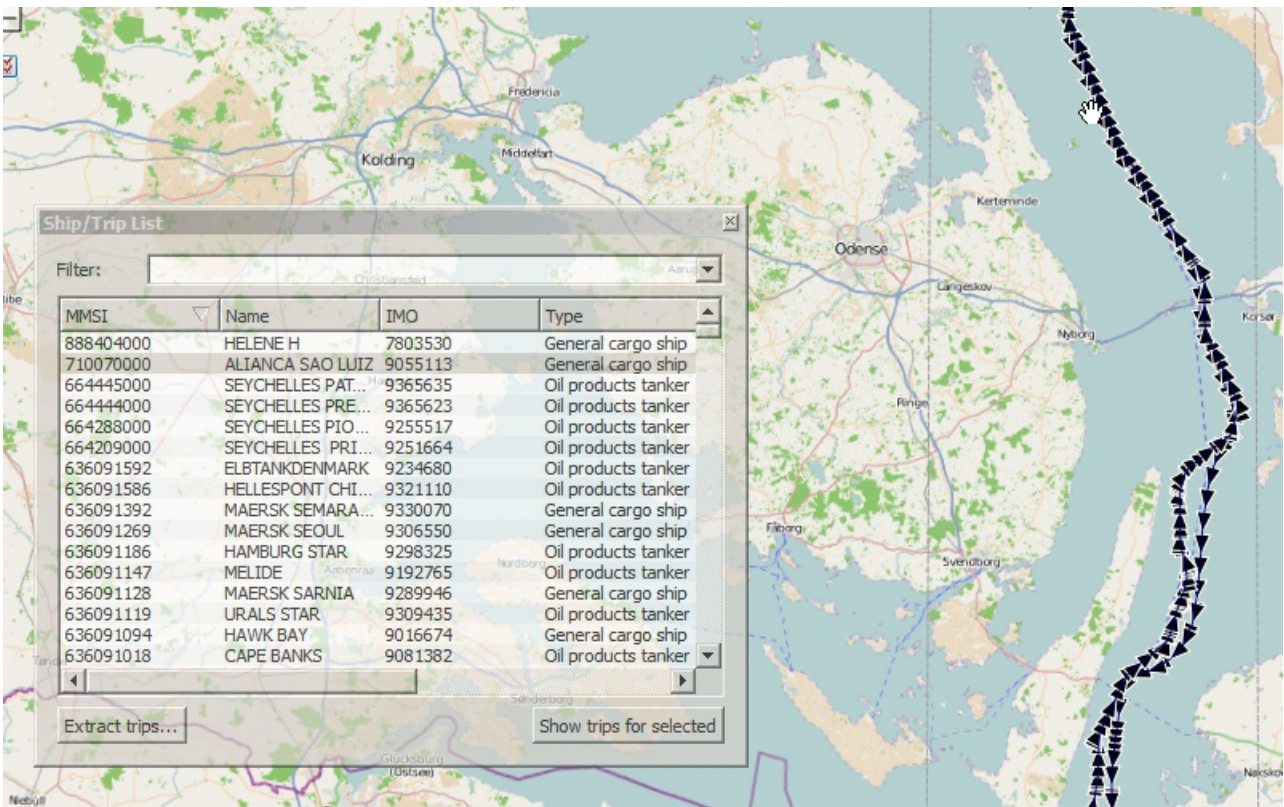 Fredericia
Kolding
Middelfart
Kerteminde
Ship/Trip List
Odense
Filter:
Christiansfeld
Langeskov
Korsør
MMSI Name IMO Type
Nyborg
888404000 HELENE H 7803530 General cargo ship
710070000 ALIANCA SAO LUIZ 9055113 General cargo ship
664445000 SEYCHELLES PAT... 9365635 Oil products tanker
664444000 SEYCHELLES PRE... 9365623 Oil products tanker
Ringe
664288000 SEYCHELLES PIO... 9255517 Oil products tanker
664209000 SEYCHELLES PRI... 9251664 Oil products tanker
636091592 ELBTANKDENMARK 9234680 Oil products tanker
636091586 HELLESPONT CHI... 9321110 Oil products tanker
636091392 MAERSK SEMARA... 9330070 General cargo ship
636091269 MAERSK SEOUL 9306550 General cargo ship
Fåborg
636091186 HAMBURG STAR 9298325 Oil products tanker
Svendborg
Nordborg
636091147 MELIDE 9192765 Oil products tanker
Aabenraa
636091128 MAERSK SARNIA 9289946 General cargo ship
636091119 URALS STAR 9309435 Oil products tanker
636091094 HAWK BAY 9016674 General cargo ship
636091018 CAPE BANKS 9081382 Oil products tanker
Sønderborg
Extract trips... Show trips for selected
Glücksburg
(Ostsee)
Niebüll